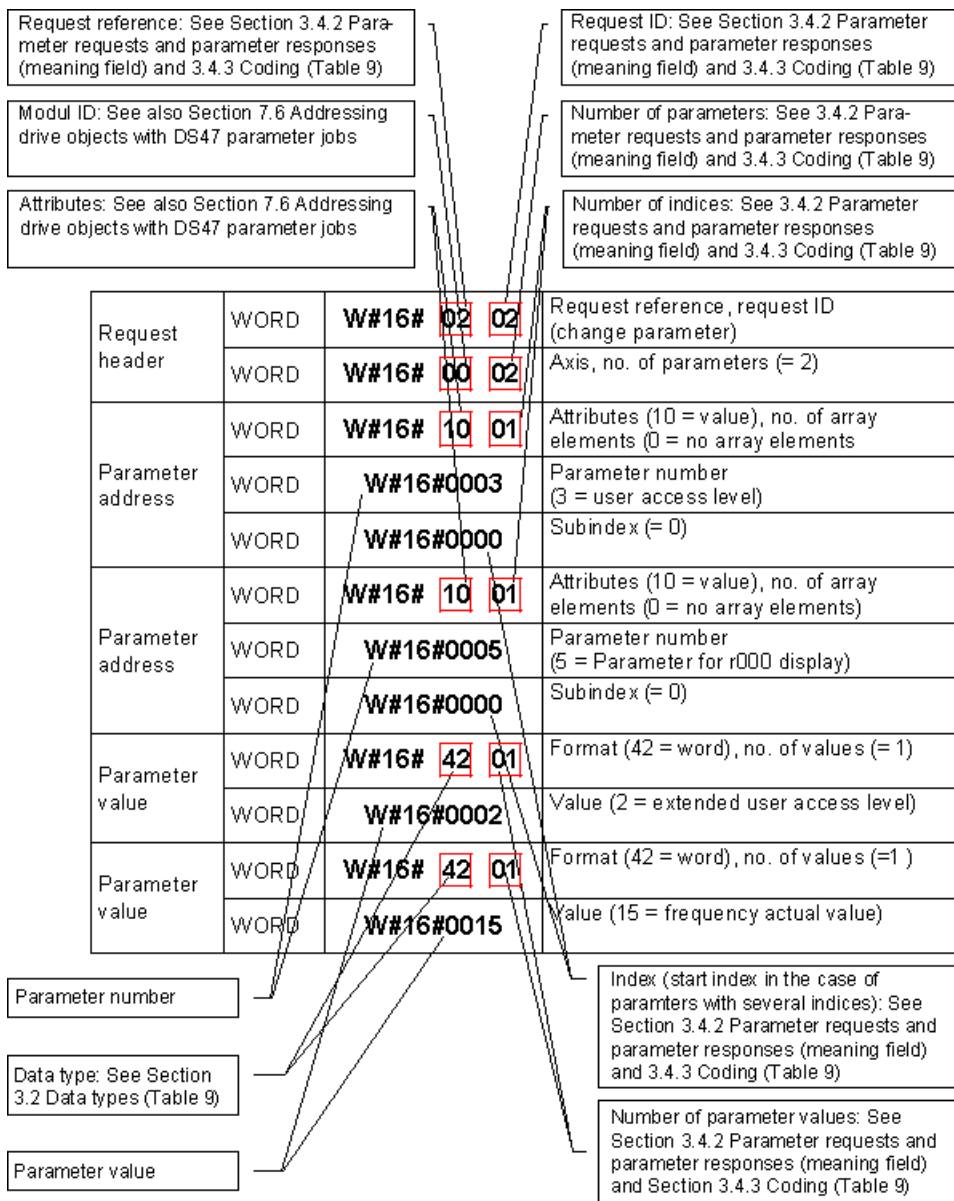 Request reference: See Section 3.4.2 Para-
meter requests and parameter responses
(meaning field) and 3.4.3 Coding (Table 9)
Request ID: See Section 3.4.2 Parameter
requests and parameter responses
(meaning field) and 3.4.3 Coding (Table 9)
Modul ID: See also Section 7.6 Addressing
drive objects with DS47 parameter jobs
Number of parameters: See 3.4.2 Para-
meter requests and parameter responses
(meaning field) and 3.4.3 Coding (Table 9)
Attributes: See also Section 7.6 Addressing
drive objects with DS47 parameter jobs
Number of indices: See 3.4.2 Parameter
requests and parameter responses
(meaning field) and 3.4.3 Coding (Table 9)
Request
header
WORD W#16# 02 02 Request reference, request ID
(change parameter)
WORD W#16# 00 02 Axis, no. of parameters (= 2)
Parameter
address
WORD W#16# 10 01 Attributes (10 = value), no. of array
elements (0 = no array elements
WORD W#16#0003 Parameter number
(3 = user access level)
WORD W#16#0000 Subindex (= 0)
Parameter
address
WORD W#16# 10 01 Attributes (10 = value), no. of array
elements (0 = no array elements)
WORD W#16#0005 Parameter number
(5 = Parameter for r000 display)
WORD W#16#0000 Subindex (= 0)
Parameter
value
WORD W#16# 42 01 Format (42 = word), no. of values (= 1)
WORD W#16#0002 Value (2 = extended user access level)
Parameter
value
WORD W#16# 42 01 Format (42 = word), no. of values (=1 )
WORD W#16#0015 Value (15 = frequency actual value)
Parameter number
Index (start index in the case of
paramters with several indices): See
Section 3.4.2 Parameter requests and
parameter responses (meaning field)
and 3.4.3 Coding (Table 9)
Data type: See Section
3.2 Data types (Table 9)
Number of parameter values: See
Section 3.4.2 Parameter requests and
parameter responses (meaning field)
and Section 3.4.3 Coding (Table 9)
Parameter value